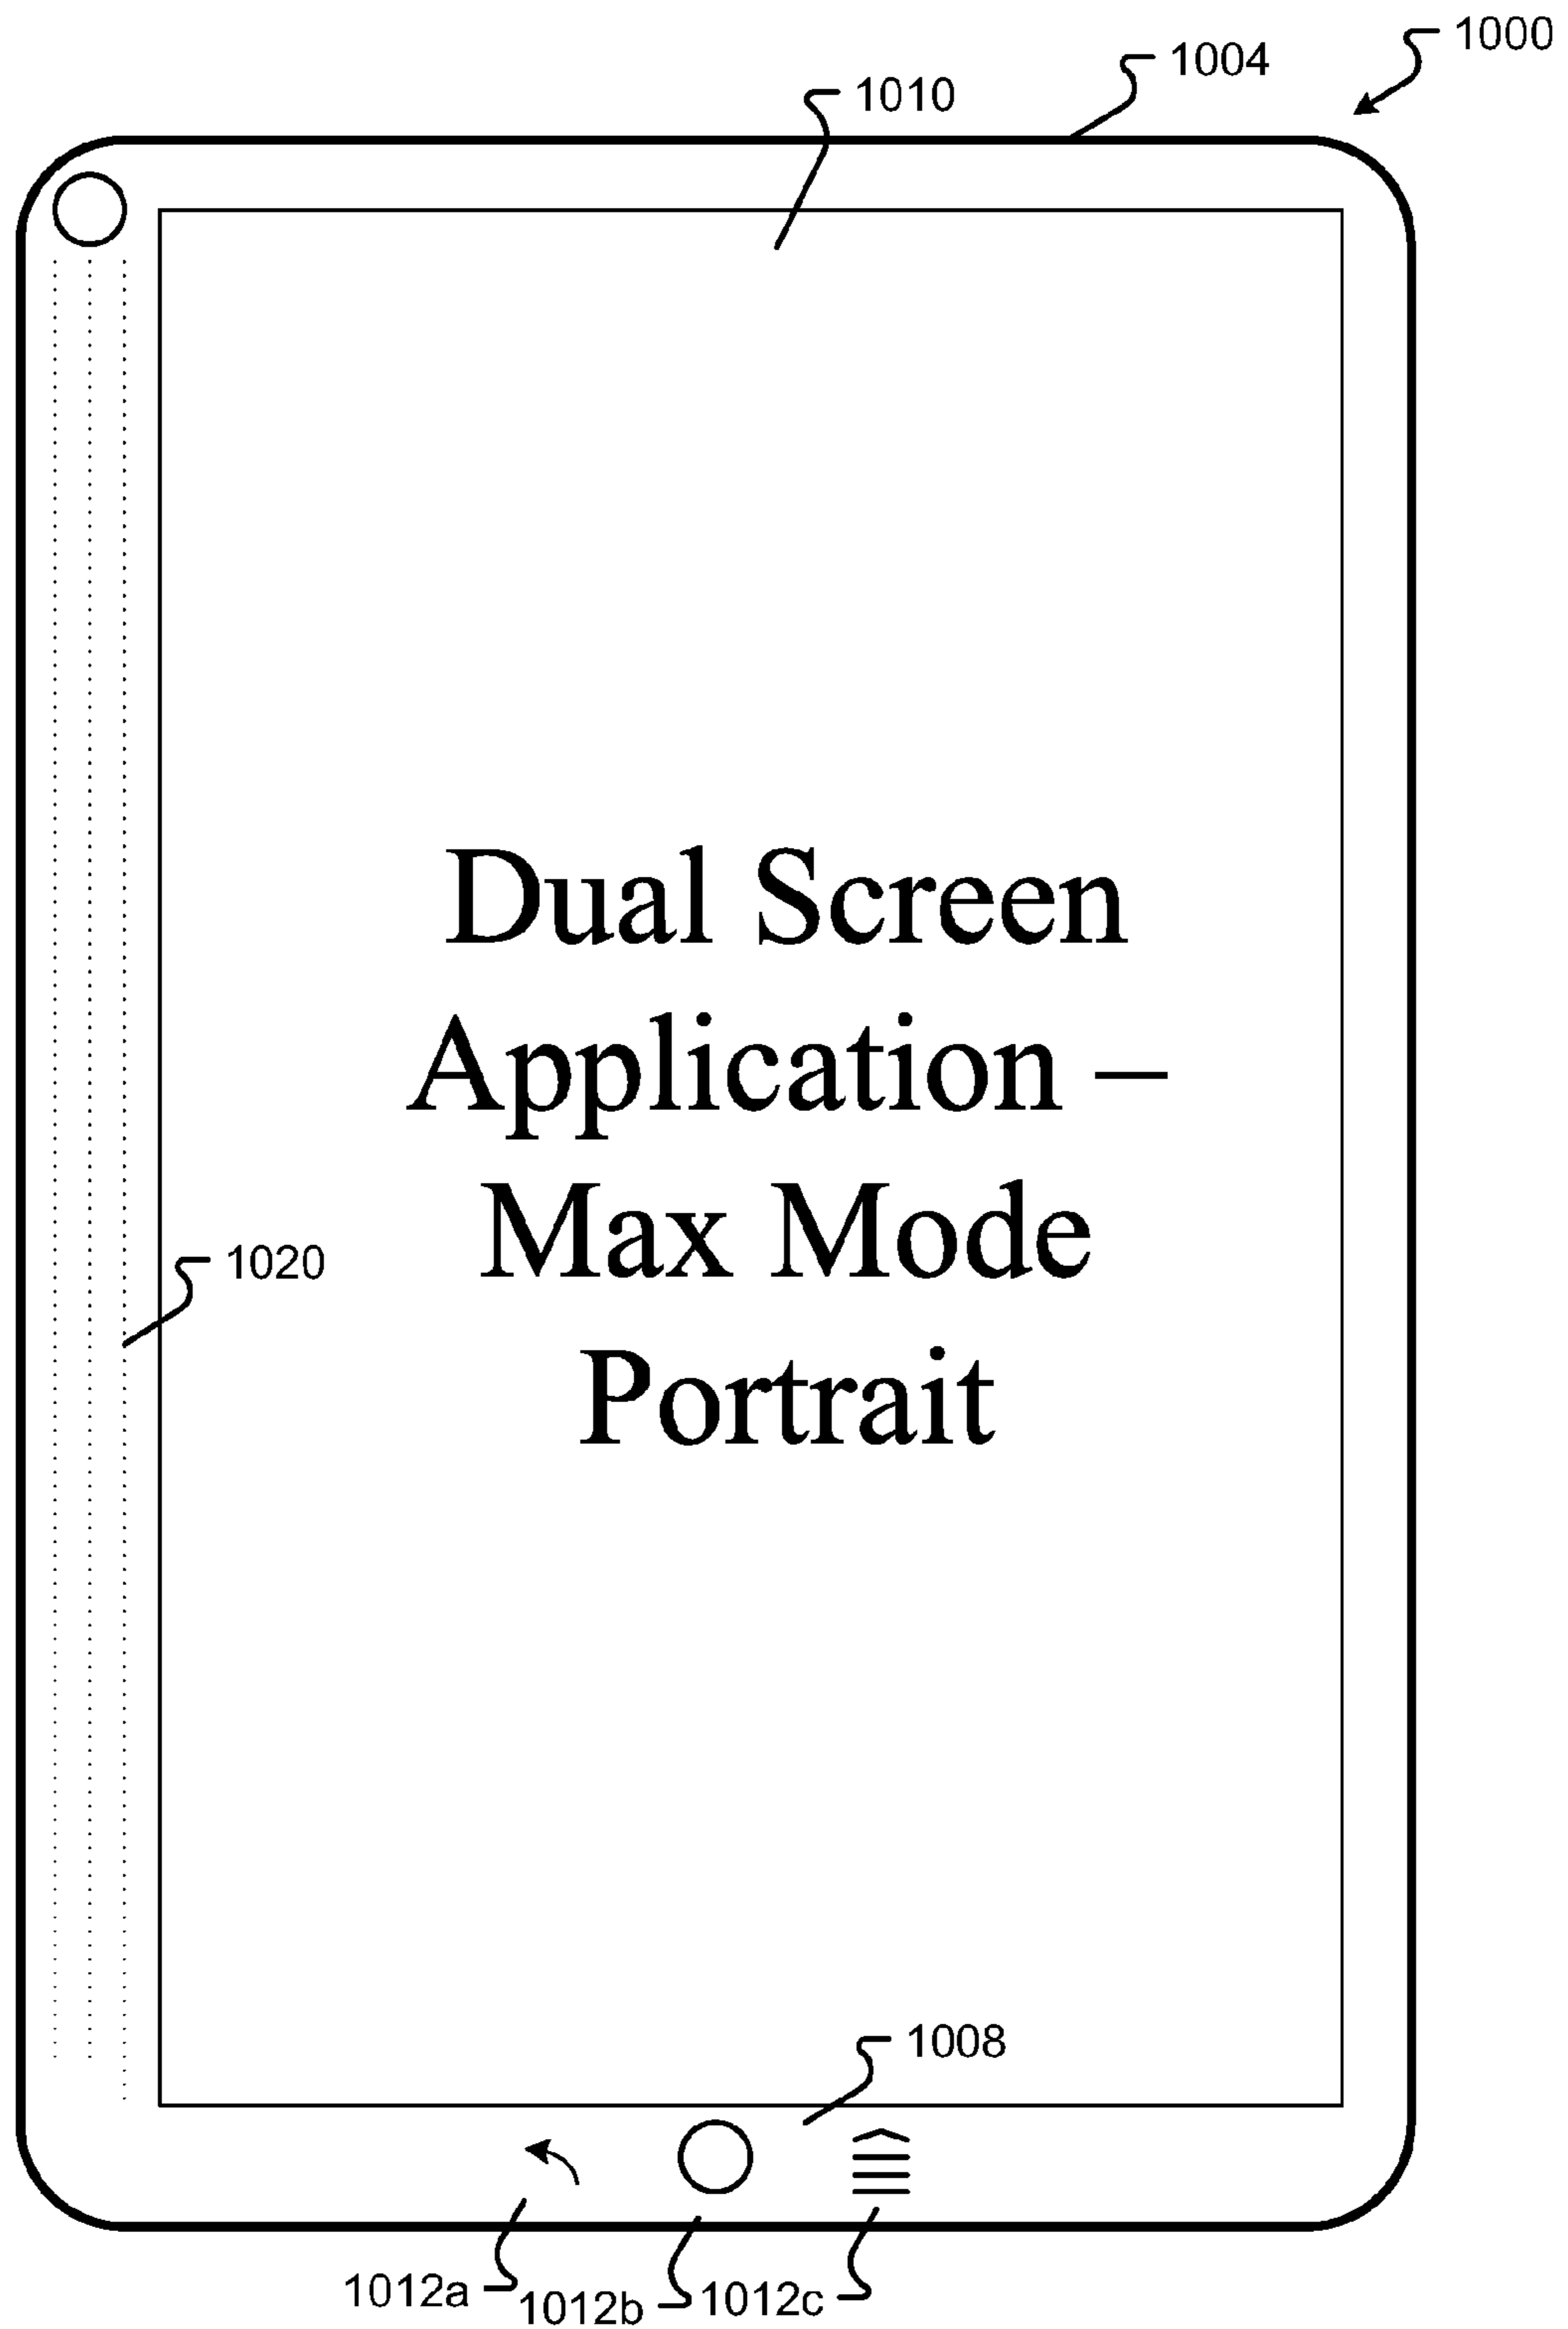 1000
1004
1010
Dual Screen
Application –
Max Mode
Portrait
1020
1008
1012a
1012b
1012c